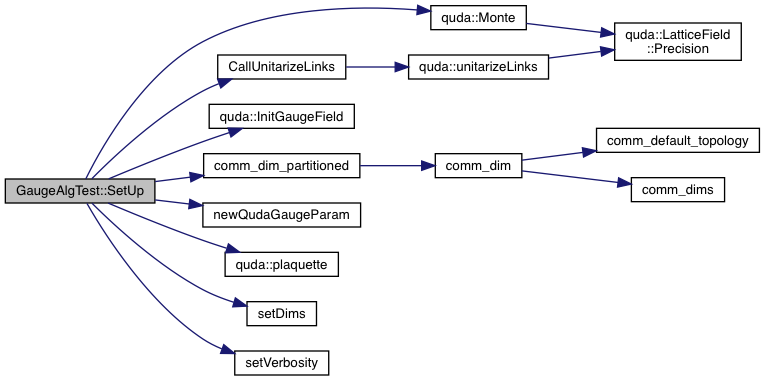 quda::Monte
quda::LatticeField
::Precision
CallUnitarizeLinks
quda::unitarizeLinks
quda::InitGaugeField
comm_default_topology
comm_dim_partitioned
comm_dim
GaugeAlgTest::SetUp
comm_dims
newQudaGaugeParam
quda::plaquette
setDims
setVerbosity